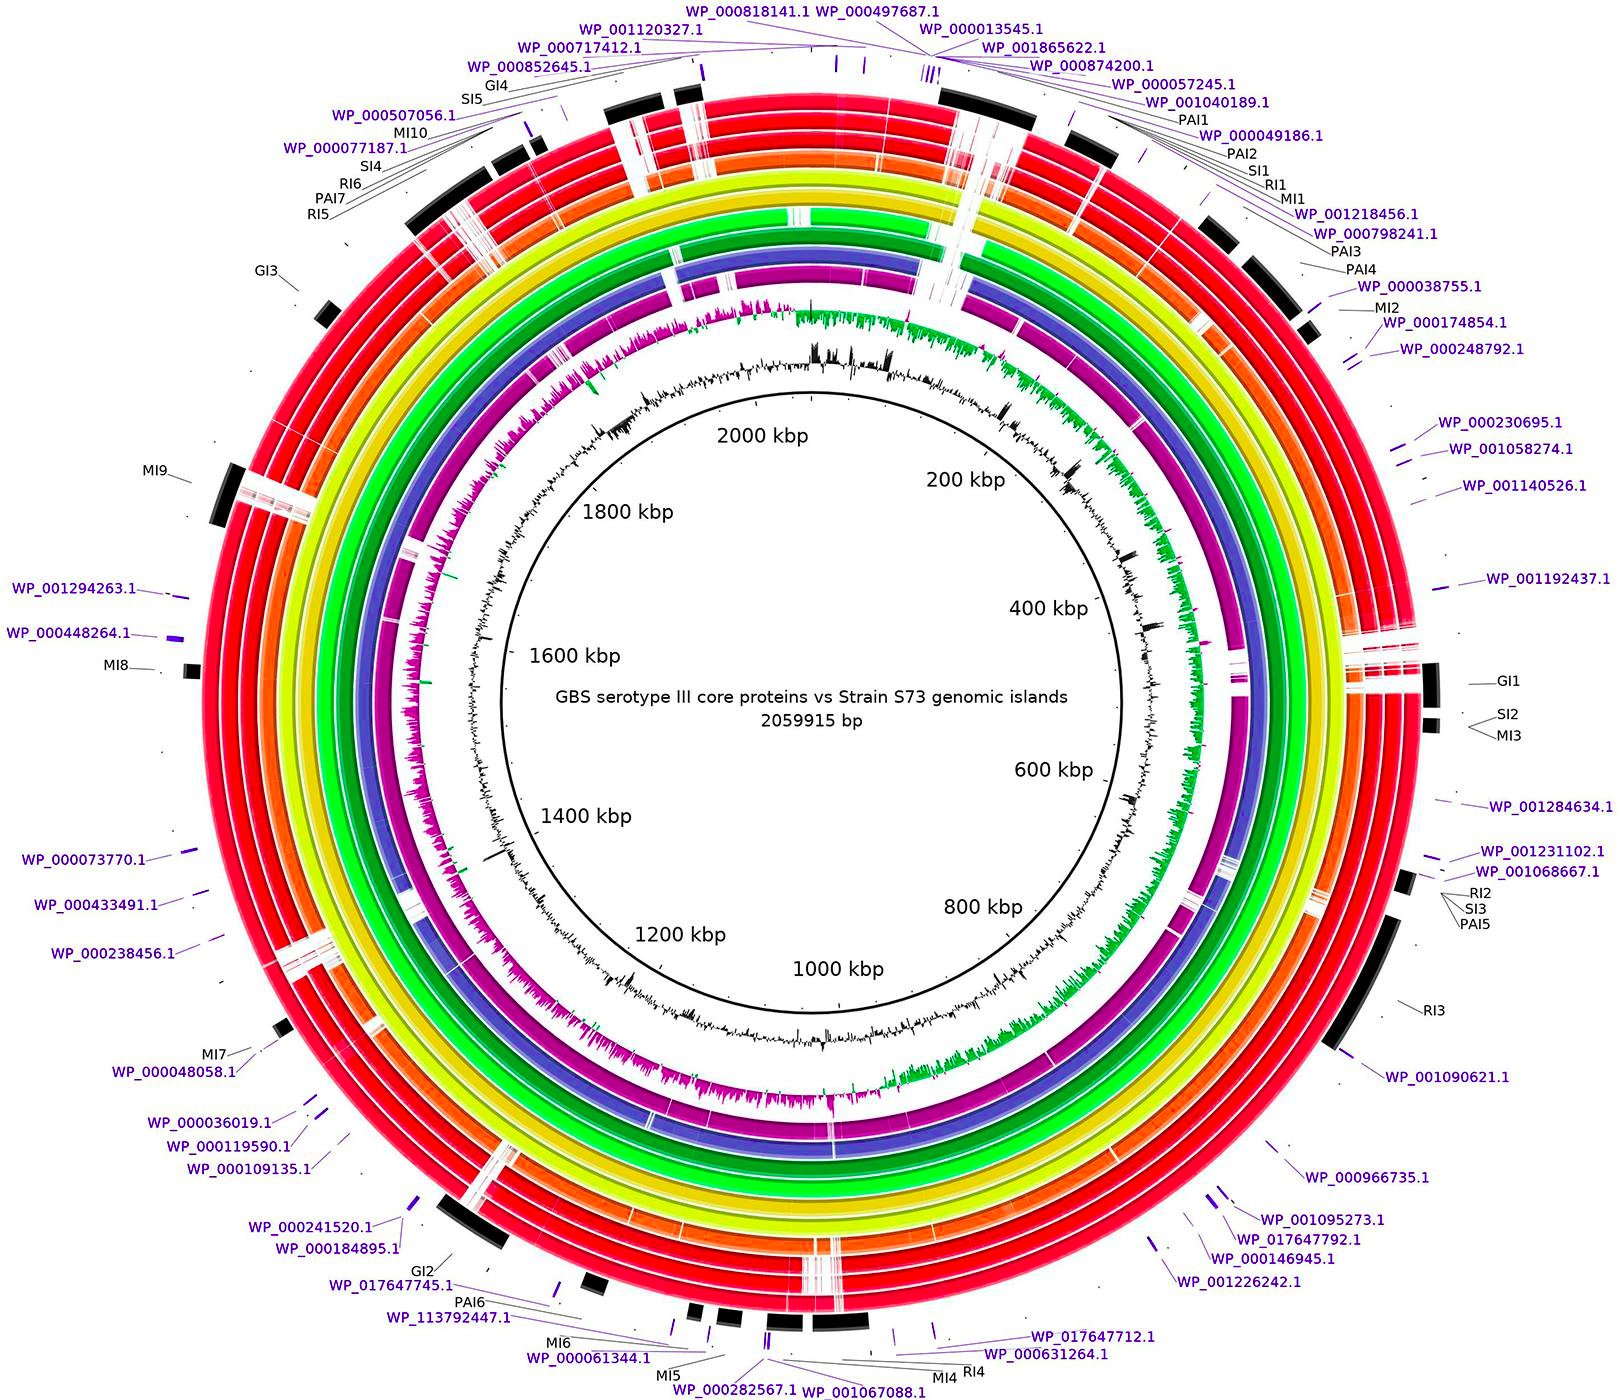 WP_000818141.1 WP_000497687.1
WP_001120327.1
WP_000013545.1
WP_000717412.1
WP_001865622.1
WP_000852645.1
WP_000874200.1
GI4
WP_000057245.1
SI5
WP_001040189.1
WP_000507056.1
PAI1
MI10
WP_000049186.1
WP_000077187.1
PAI2
SI4
SI1
RI6
RI1
PAI7
MI1
RI5
WP_001218456.1
WP_000798241.1
PAI3
GI3
PAI4
WP_000038755.1
MI2
WP_000174854.1
WP_000248792.1
WP_000230695.1
2000 kbp
WP_001058274.1
MI9
200 kbp
WP_001140526.1
1800 kbp
WP_001192437.1
WP_001294263.1
400 kbp
WP_000448264.1
1600 kbp
MI8
GI1
GBS serotype III core proteins vs Strain S73 genomic islands
2059915 bp
SI2
MI3
600 kbp
WP_001284634.1
1400 kbp
WP_001231102.1
WP_000073770.1
WP_001068667.1
RI2
WP_000433491.1
800 kbp
SI3
PAI5
1200 kbp
WP_000238456.1
1000 kbp
RI3
MI7
WP_000048058.1
WP_001090621.1
WP_000036019.1
WP_000119590.1
WP_000109135.1
WP_000966735.1
WP_000241520.1
WP_001095273.1
WP_000184895.1
WP_017647792.1
WP_000146945.1
GI2
WP_001226242.1
WP_017647745.1
PAI6
WP_113792447.1
WP_017647712.1
MI6
WP_000061344.1
WP_000631264.1
MI5
MI4
RI4
WP_000282567.1 WP_001067088.1